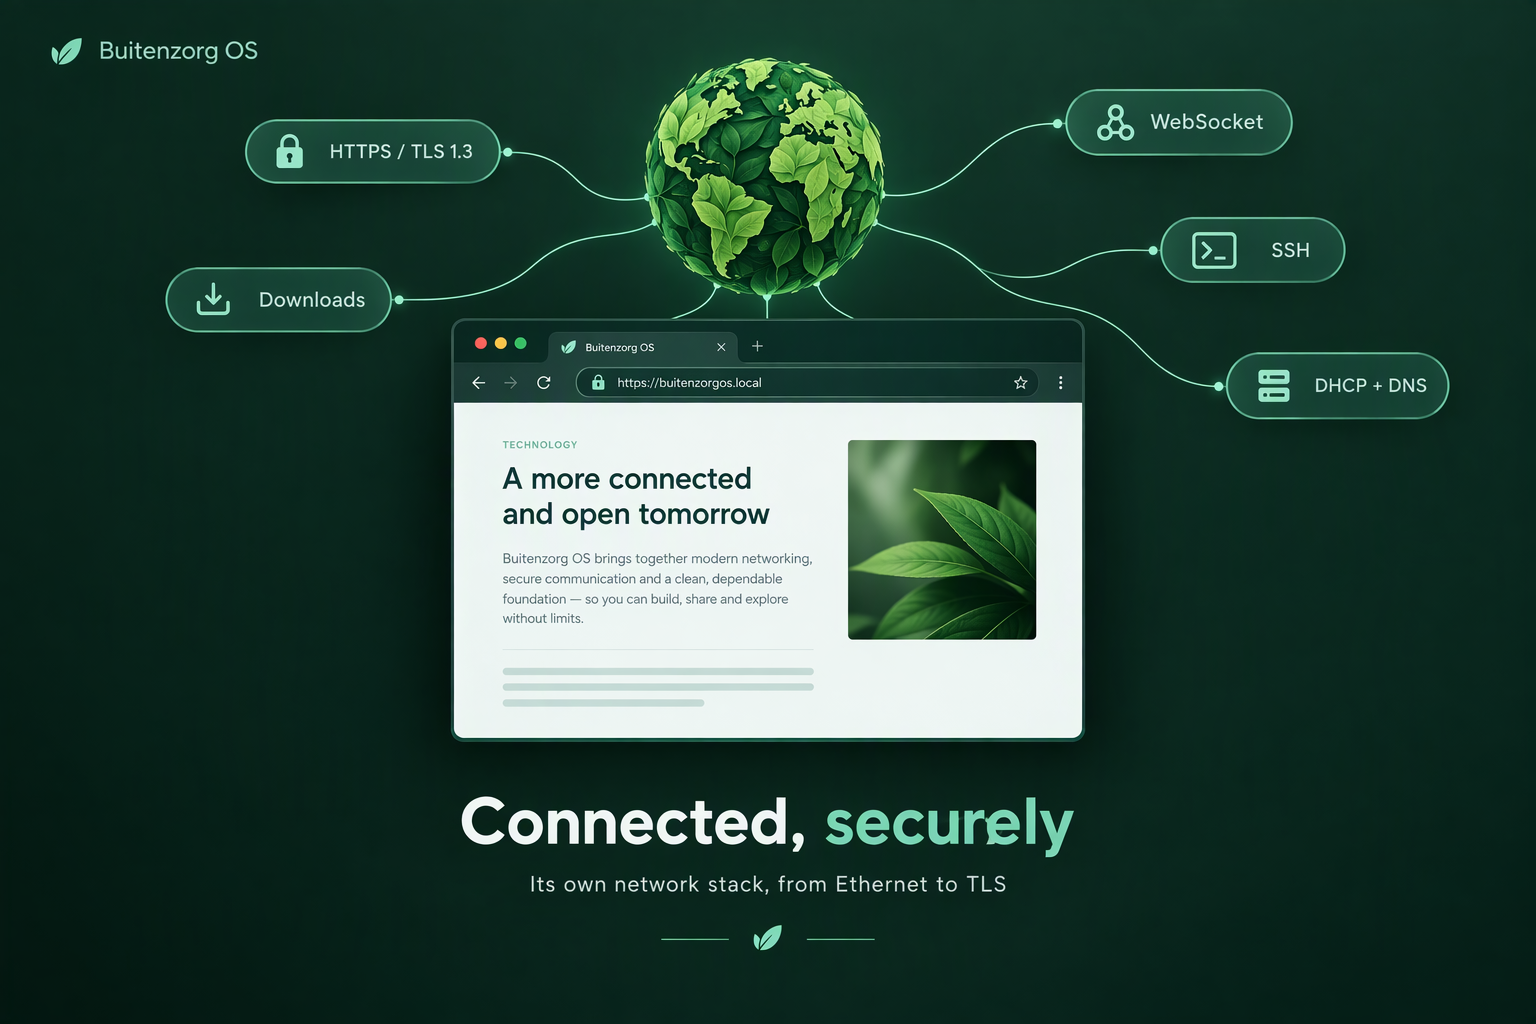 Buitenzorg OS
HTTPS / TLS 1.3
WebSocket
SSH
Downloads
DHCP + DNS
Buitenzorg OS
https://buitenzorgos.local
TECHNOLOGY
A more connected
and open tomorrow
Buitenzorg OS brings together modern networking,
secure communication and a clean, dependable
foundation — so you can build, share and explore
without limits.
Connected, securely
Its own network stack, from Ethernet to TLS